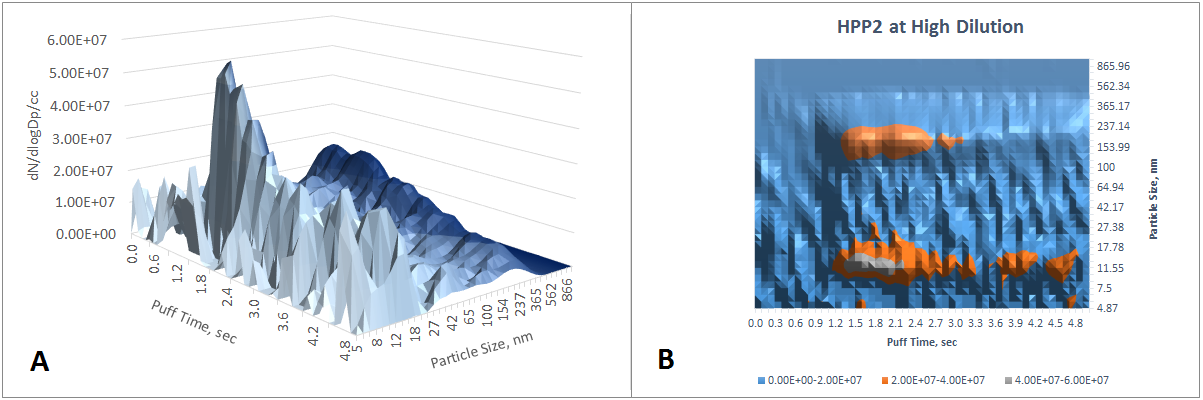 6.00E+07
5.00E+07
4.00E+07
3.00E+07
2.00E+07
1.00E+07
0.00E+00
dN/dlogDp/cc
0.0
0.6
1.2
1.8
2.4
3.0
3.6
4.2
4.8
Puff Time, sec
5
8
12
18
27
42
65
100
154
237
365
562
866
Particle Size, nm
A
HPP2 at High Dilution
865.96
562.34
365.17
237.14
153.99
100
64.94
42.17
27.38
17.78
11.55
7.5
4.87
Particle Size, nm
0.0 0.3 0.6 0.9 1.2 1.5 1.8 2.1 2.4 2.7 3.0 3.3 3.6 3.9 4.2 4.5 4.8
Puff Time, sec
B
0.00E+00-2.00E+07 2.00E+07-4.00E+07 4.00E+07-6.00E+07